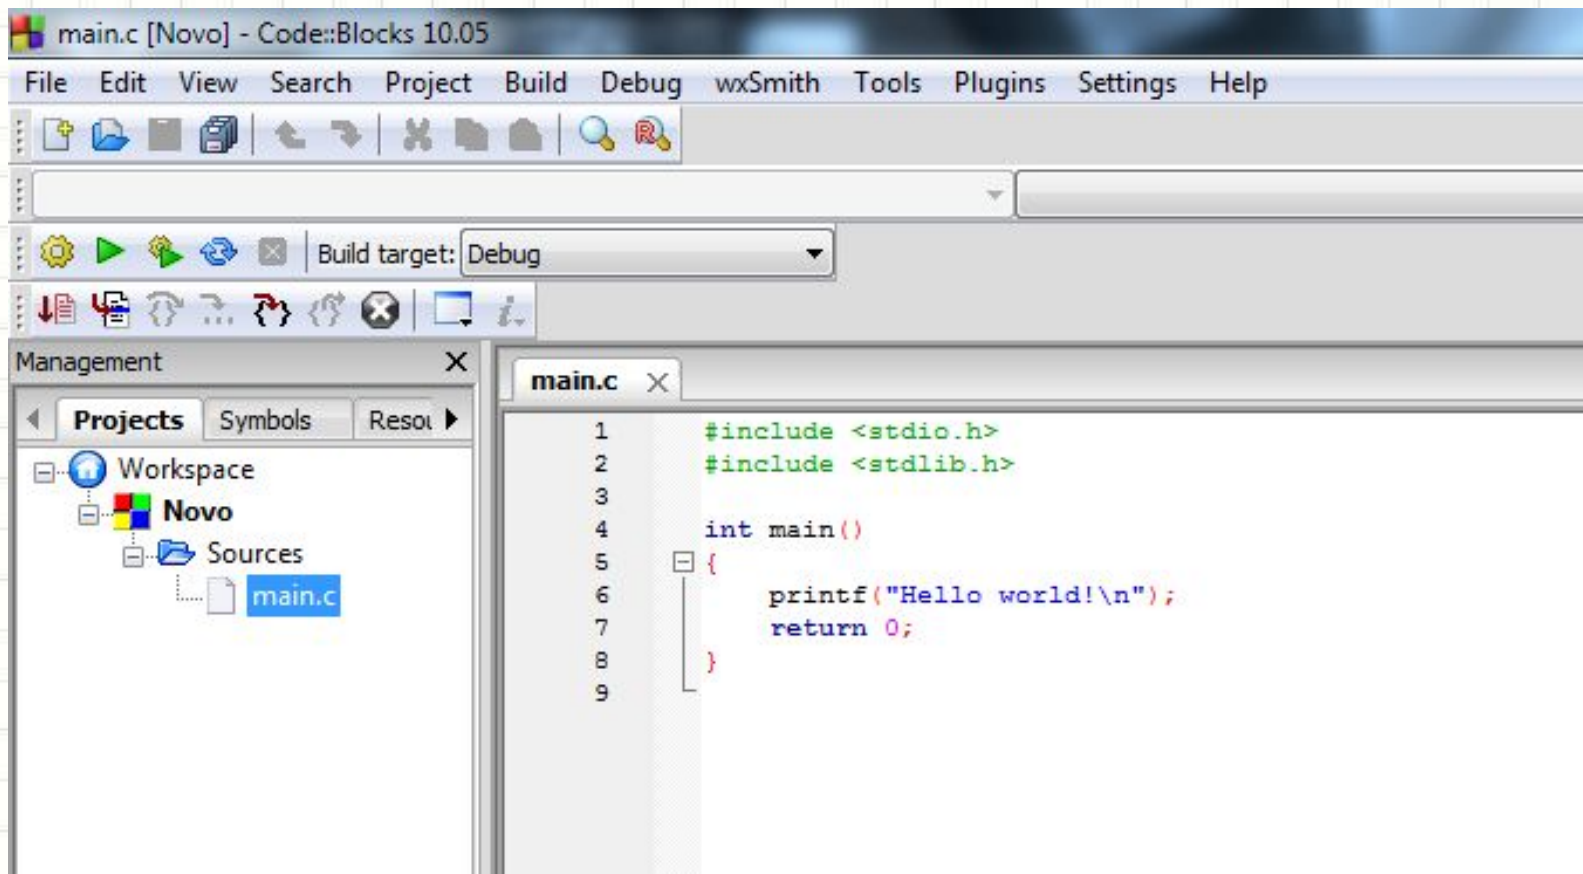 main.c [Novo] - Code::Blocks 10.05
File Edit View Search Project Build Debug wxSmith Tools Plugins Settings Help
Build target: Debug
Management
Projects Symbols
main.c
Workspace
Novo
Sources
main.c
1 #include <stdio.h>
2 #include <stdlib.h>
3
4 int main()
5 {
6 printf("Hello world!\n");
7 return 0;
8 }
9